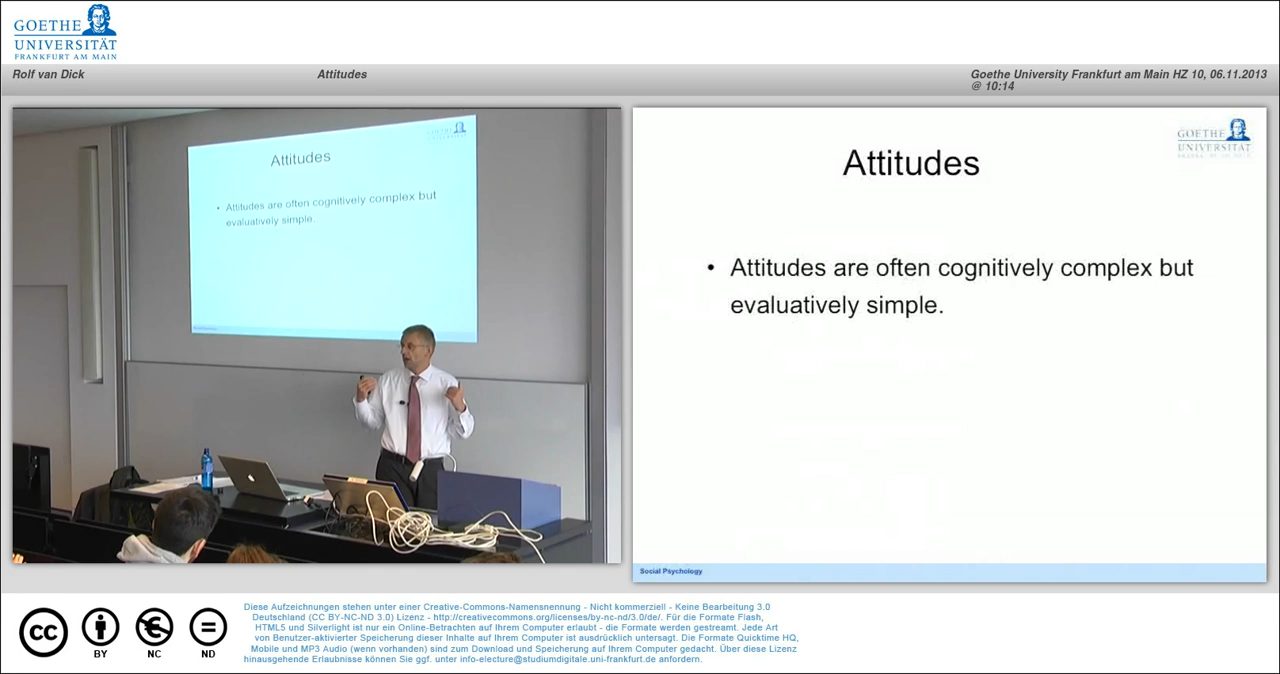 GOETHE
UNIVERSITÄT
FRANKFURT AM MAIN
Rolf van Dick
Attitudes
Goethe University Frankfurt am Main HZ 10, 06.11.2013
@ 10:14
GOETHE
UNIVERSITÄT
Attitudes
• Attitudes are often cognitively complex but
evaluatively simple.
GOETHE
UNIVERSITÄT
Attitudes
• Attitudes are often cognitively complex but
evaluatively simple.
Social Psychology
cc
BY
NC
ND
Diese Aufzeichnungen stehen unter einer Creative-Commons-Namensnennung - Nicht kommerziell - Keine Bearbeitung 3.0
Deutschland (CC BY-NC-ND 3.0) Lizenz - http://creativecommons.org/licenses/by-nc-nd/3.0/de/. Für die Formate Flash,
HTML5 und Silverlight ist nur ein Online-Betrachten auf Ihrem Computer erlaubt - die Formate werden gestreamt. Jede Art
von Benutzer-aktivierter Speicherung dieser Inhalte auf Ihrem Computer ist ausdrücklich untersagt. Die Formate Quicktime HQ,
Mobile und MP3 Audio (wenn vorhanden) sind zum Download und Speicherung auf Ihrem Computer gedacht. Über diese Lizenz
hinausgehende Erlaubnisse können Sie ggf. unter info-electure@studiumdigitale.uni-frankfurt.de anfordern.